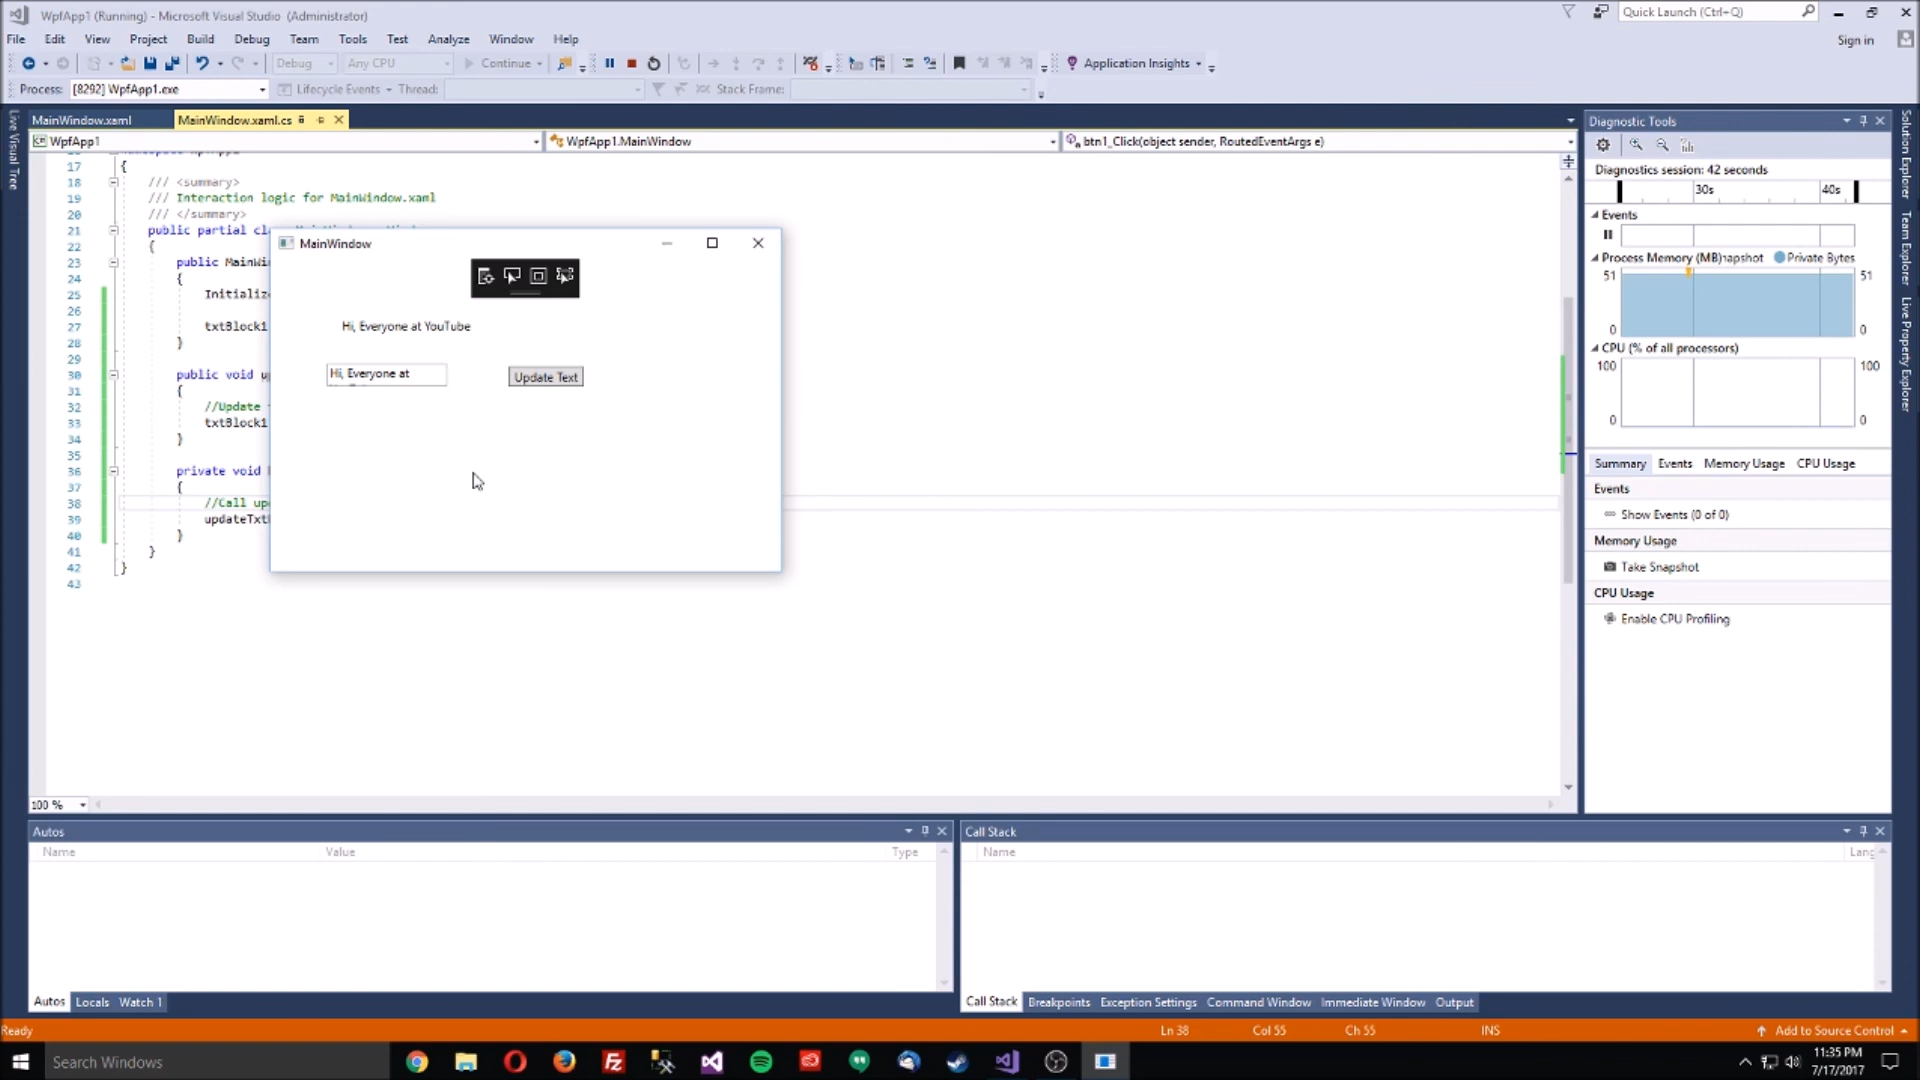 WpfApp1 (Running) - Microsoft Visual Studio (Administrator)
Quick Launch (Ctrl+Q)
File Edit View Project Build Debug Team Tools Test Analyze Window Help
Sign in
Debug Any CPU Continue Application Insights
Process: [8292] WpfApp1.exe Lifecycle Events Thread: Stack Frame:
MainWindow.xaml MainWindow.xaml.cs
WpfApp1 WpfApp1.MainWindow btn1_Click(object sender, RoutedEventArgs e)
17 {
18 /// <summary>
19 /// Interaction logic for MainWindow.xaml
20 /// </summary>
21 public partial
22 {
23 public
24 {
25
26
27 txtBlock1
28 }
29
30 public void
31 {
32 //Update
33 txtBlock1
34 }
35
36 private void
37 {
38 //Call
39
40 }
41 }
42 }
43
MainWindow
Hi, Everyone at YouTube
Hi, Everyone at
Update Text
Live Visual Tree
Diagnostic Tools
Diagnostics session: 42 seconds
30s 40s
Events
Process Memory (MB) napshot Private Bytes
51 51
0 0
CPU (% of all processors)
100 100
0 0
Summary Events Memory Usage CPU Usage
Events
Show Events (0 of 0)
Memory Usage
Take Snapshot
CPU Usage
Enable CPU Profiling
Solution Explorer
Team Explorer
Live Property Explorer
100 %
Autos
Name Value Type
Autos Locals Watch 1
Call Stack
Name Lang
Call Stack Breakpoints Exception Settings Command Window Immediate Window Output
Ready Ln 38 Col 55 Ch 55 INS Add to Source Control
Search Windows
11:35 PM
7/17/2017